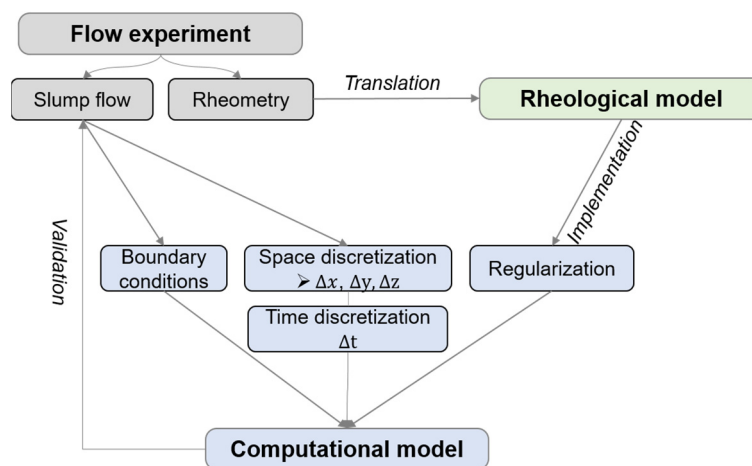 Flow experiment
Slump flow
Rheometry
Translation
Rheological model
Implementation
Validation
Boundary
conditions
Space discretization
➢ Δx, Δy, Δz
Regularization
Time discretization
Δt
Computational model